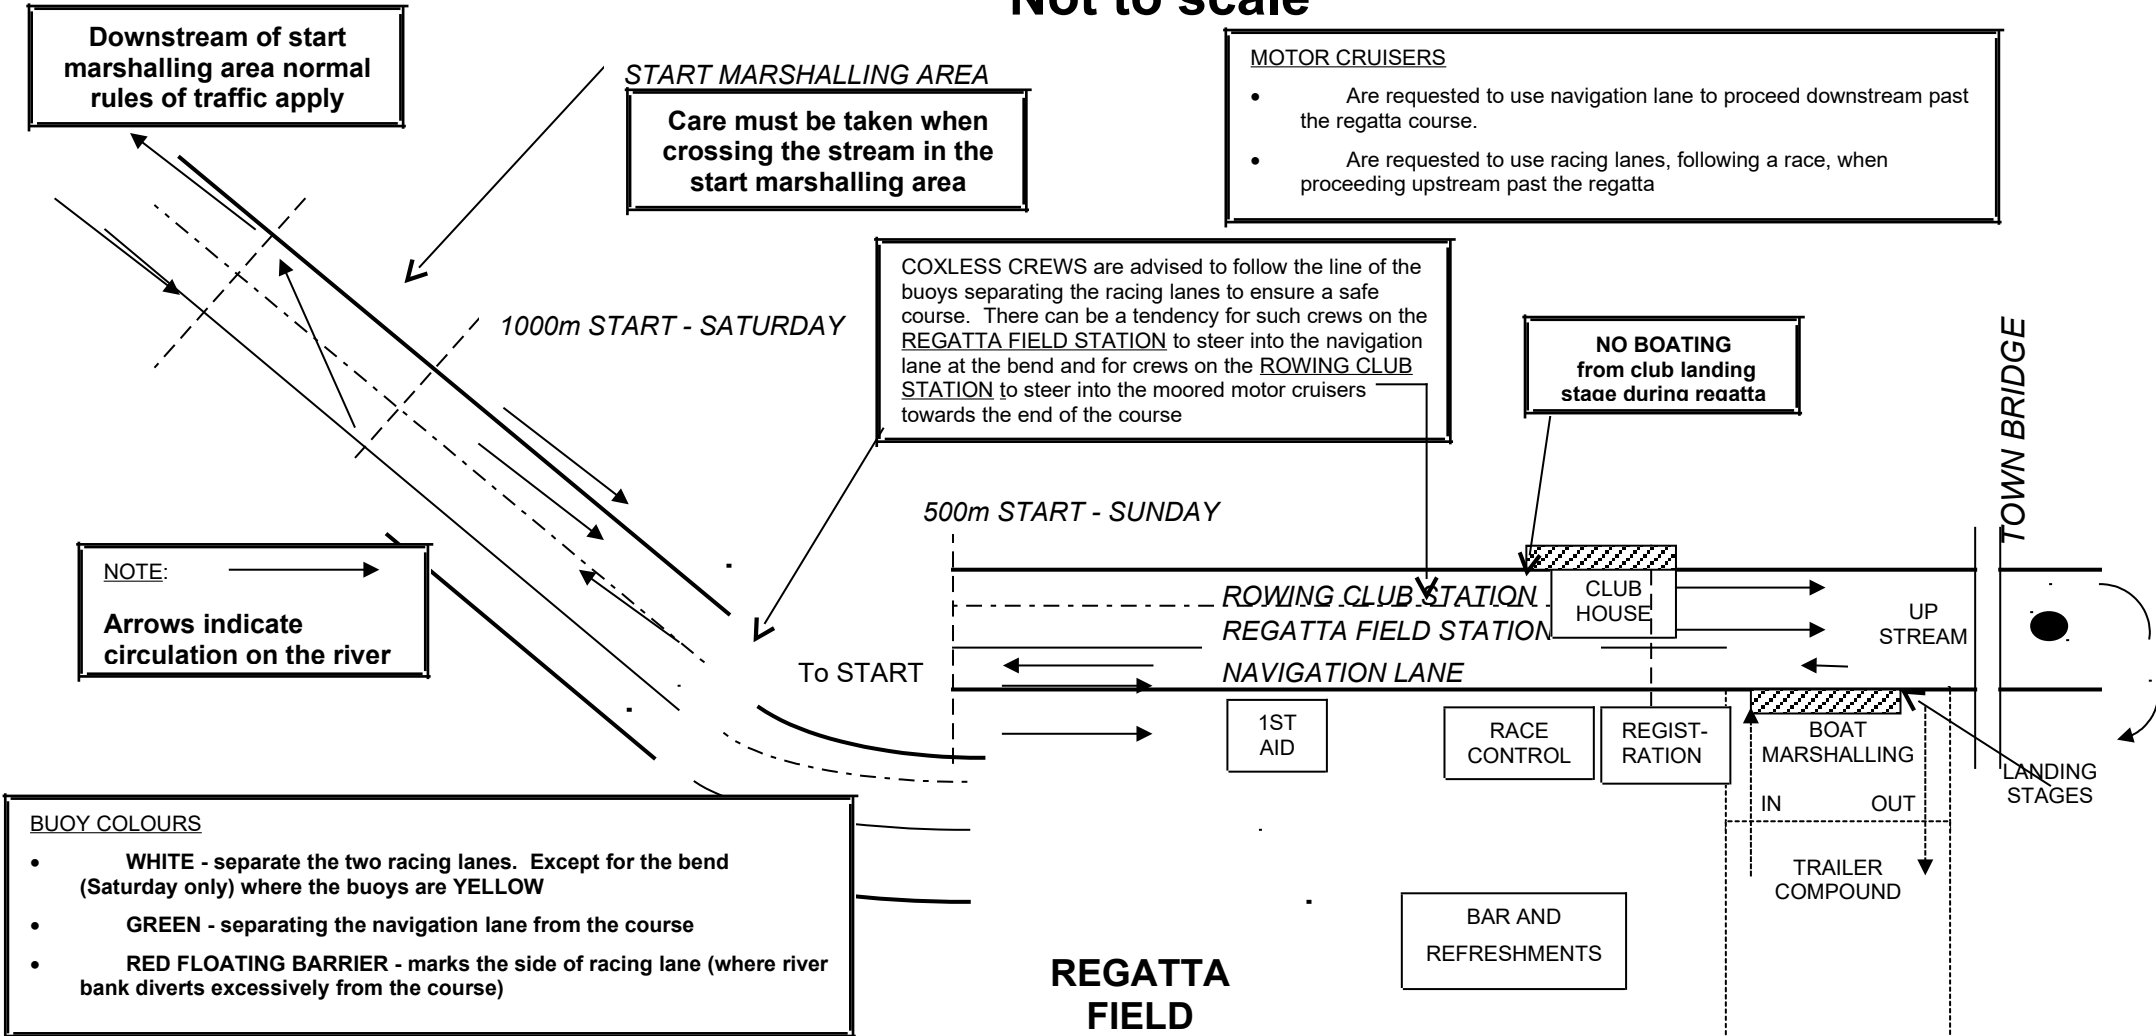 Not to scale
Downstream of start
marshalling area normal
rules of traffic apply
START MARSHALLING AREA
Care must be taken when
crossing the stream in the
start marshalling area
MOTOR CRUISERS
• Are requested to use navigation lane to proceed downstream past
the regatta course.
• Are requested to use racing lanes, following a race, when
proceeding upstream past the regatta
COXLESS CREWS are advised to follow the line of the
buoys separating the racing lanes to ensure a safe
course. There can be a tendency for such crews on the
REGATTA FIELD STATION to steer into the navigation
lane at the bend and for crews on the ROWING CLUB
STATION to steer into the moored motor cruisers
towards the end of the course
1000m START - SATURDAY
NO BOATING
from club landing
stage during regatta
TOWN BRIDGE
500m START - SUNDAY
NOTE:
Arrows indicate
circulation on the river
ROWING CLUB STATION
REGATTA FIELD STATION
NAVIGATION LANE
CLUB
HOUSE
UP
STREAM
To START
1ST
AID
RACE
CONTROL
REGIST-
RATION
BOAT
MARSHALLING
LANDING
STAGES
IN OUT
TRAILER
COMPOUND
BUOY COLOURS
• WHITE - separate the two racing lanes. Except for the bend
(Saturday only) where the buoys are YELLOW
• GREEN - separating the navigation lane from the course
• RED FLOATING BARRIER - marks the side of racing lane (where river
bank diverts excessively from the course)
BAR AND
REFRESHMENTS
REGATTA
FIELD